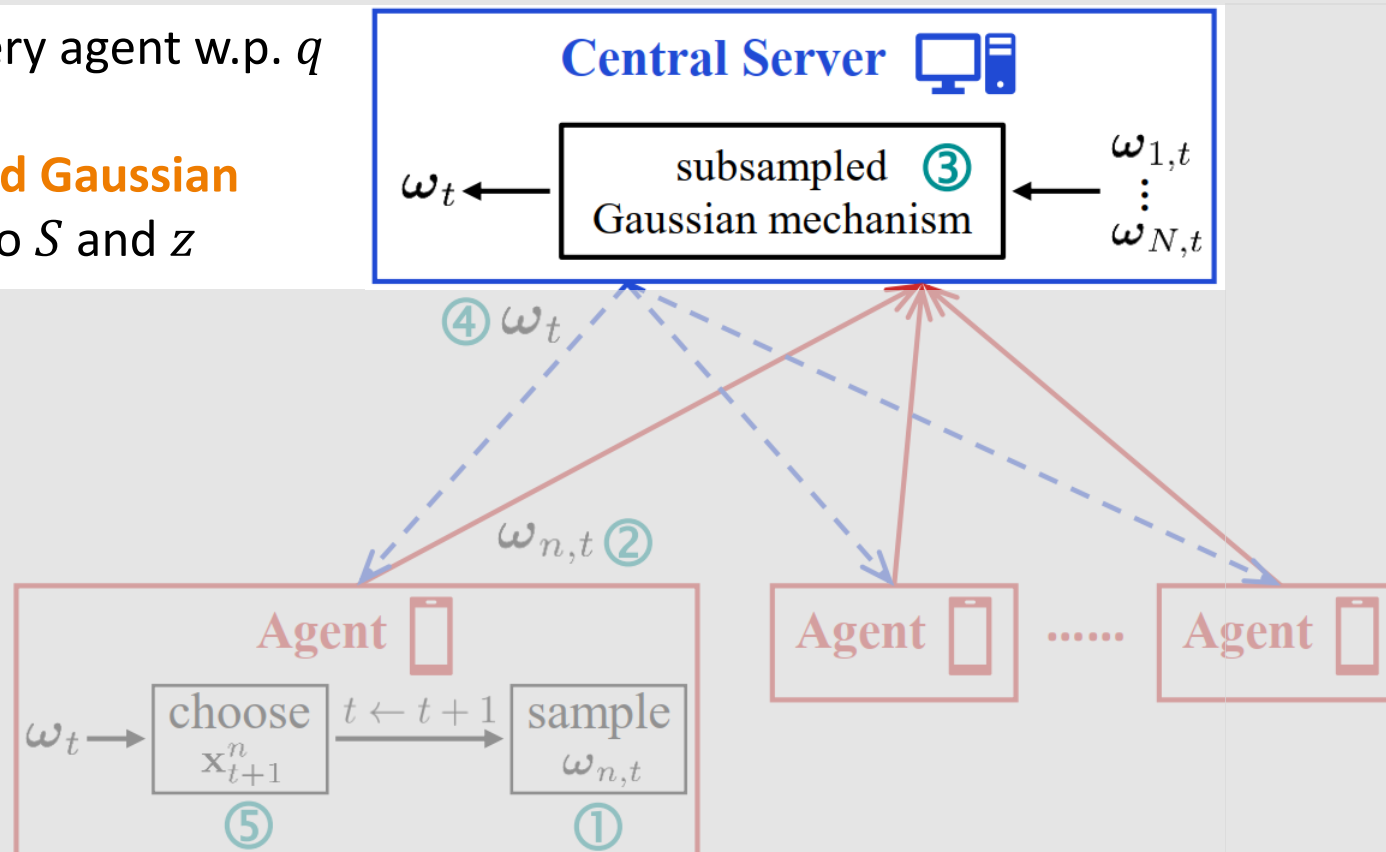 ery agent w.p. q
d Gaussian
o S and z
Central Server
ω_t
subsampled ③
Gaussian mechanism
ω_{1,t}
⋮
ω_{N,t}
④ ω_t
ω_{n,t} ②
Agent
ω_t
choose
x^n_{t+1}
⑤
t ← t + 1
sample
ω_{n,t}
①
Agent
......
Agent